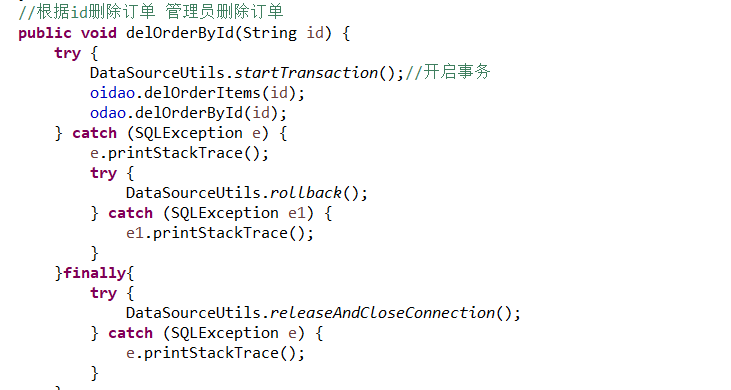 //根据id删除订单 管理员删除订单
public void delOrderById(String id) {
try {
DataSourceUtils.startTransaction();//开启事务
oidao.delOrderItems(id);
odao.delOrderById(id);
} catch (SQLException e) {
e.printStackTrace();
try {
DataSourceUtils.rollback();
} catch (SQLException e1) {
e1.printStackTrace();
}
}finally{
try {
DataSourceUtils.releaseAndCloseConnection();
} catch (SQLException e) {
e.printStackTrace();
}